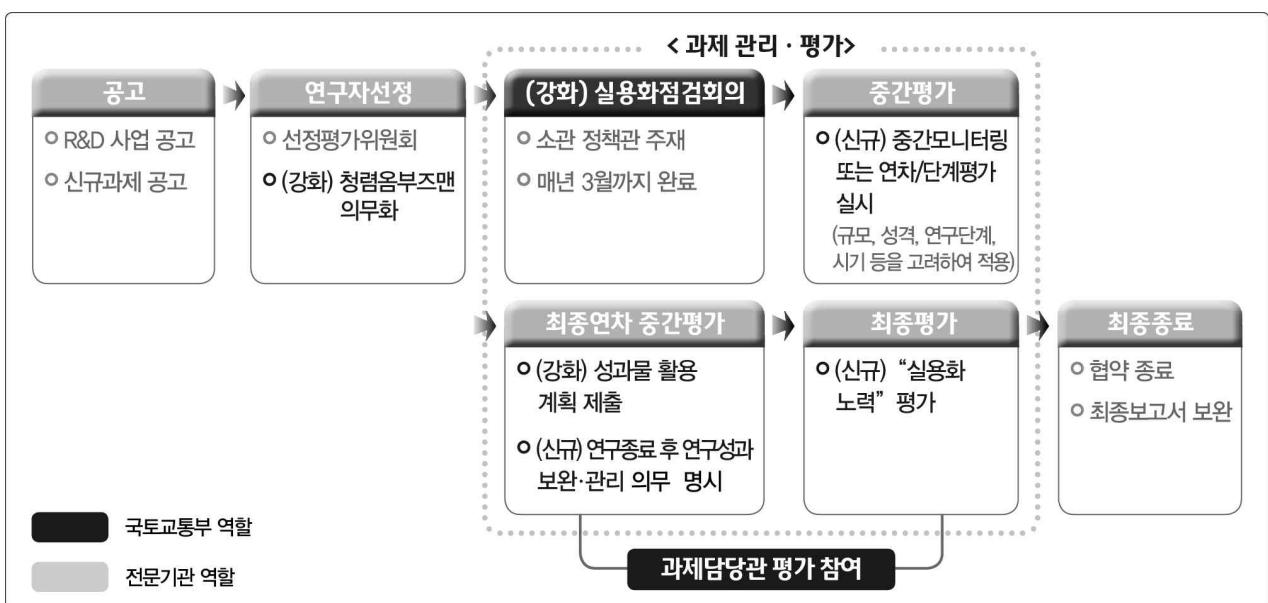 < 과제 관리 · 평가>
공고
○ R&D 사업 공고
○ 신규과제 공고
연구자선정
○ 선정평가위원회
○ (강화) 청렴옴부즈맨
의무화
(강화) 실용화점검회의
○ 소관 정책관 주재
○ 매년 3월까지 완료
중간평가
○ (신규) 중간모니터링
또는 연차/단계평가
실시
(규모, 성격, 연구단계,
시기 등을 고려하여 적용)
최종연차 중간평가
○ (강화) 성과물 활용
계획 제출
○ (신규) 연구종료 후 연구성과
보완·관리 의무 명시
최종평가
○ (신규) “실용화
노력” 평가
최종종료
○ 협약 종료
○ 최종보고서 보완
과제담당관 평가 참여
국토교통부 역할
전문기관 역할